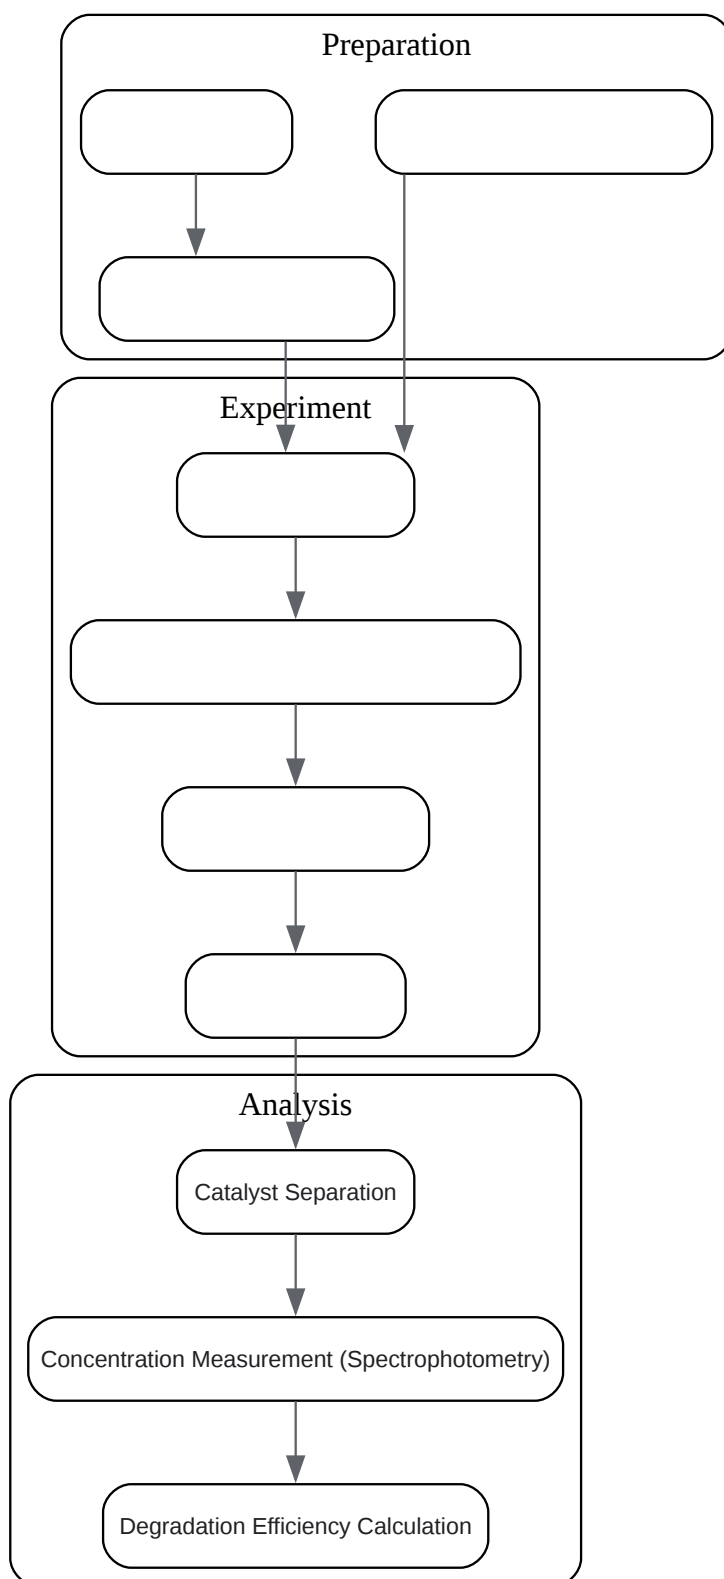 Preparation
Experiment
Analysis
Catalyst Separation
Concentration Measurement (Spectrophotometry)
Degradation Efficiency Calculation